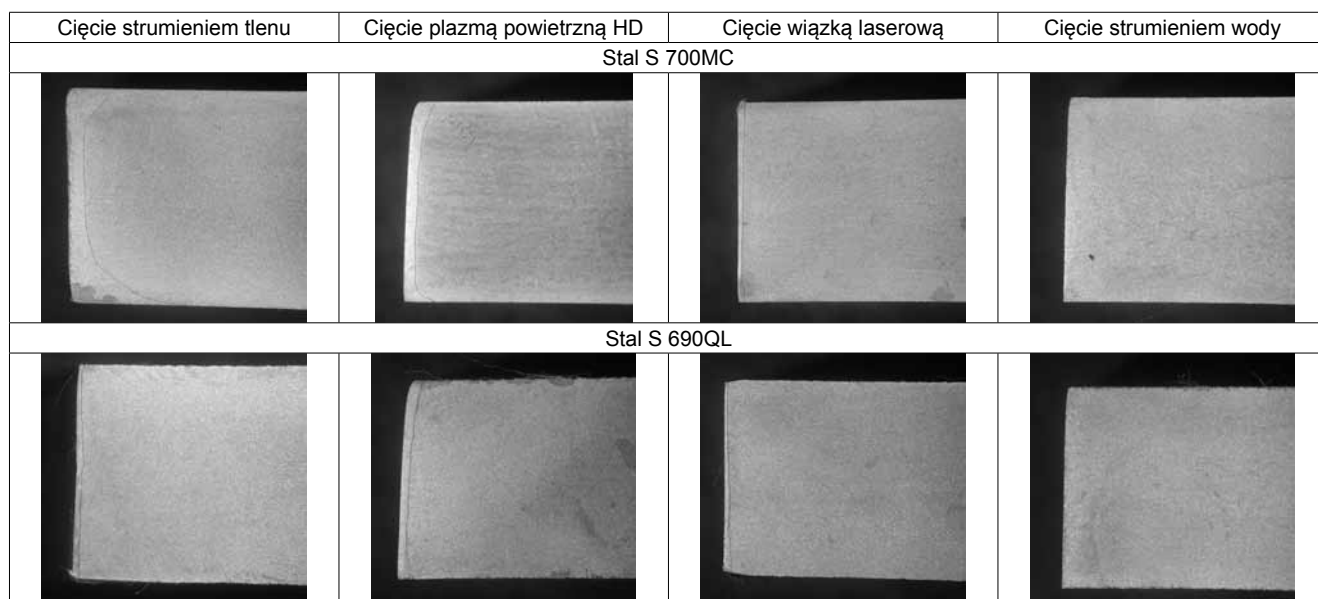 Cięcie strumieniem tlenu
Cięcie plazmą powietrzną HD
Cięcie wiązką laserową
Cięcie strumieniem wody
Stal S 700MC
Stal S 690QL